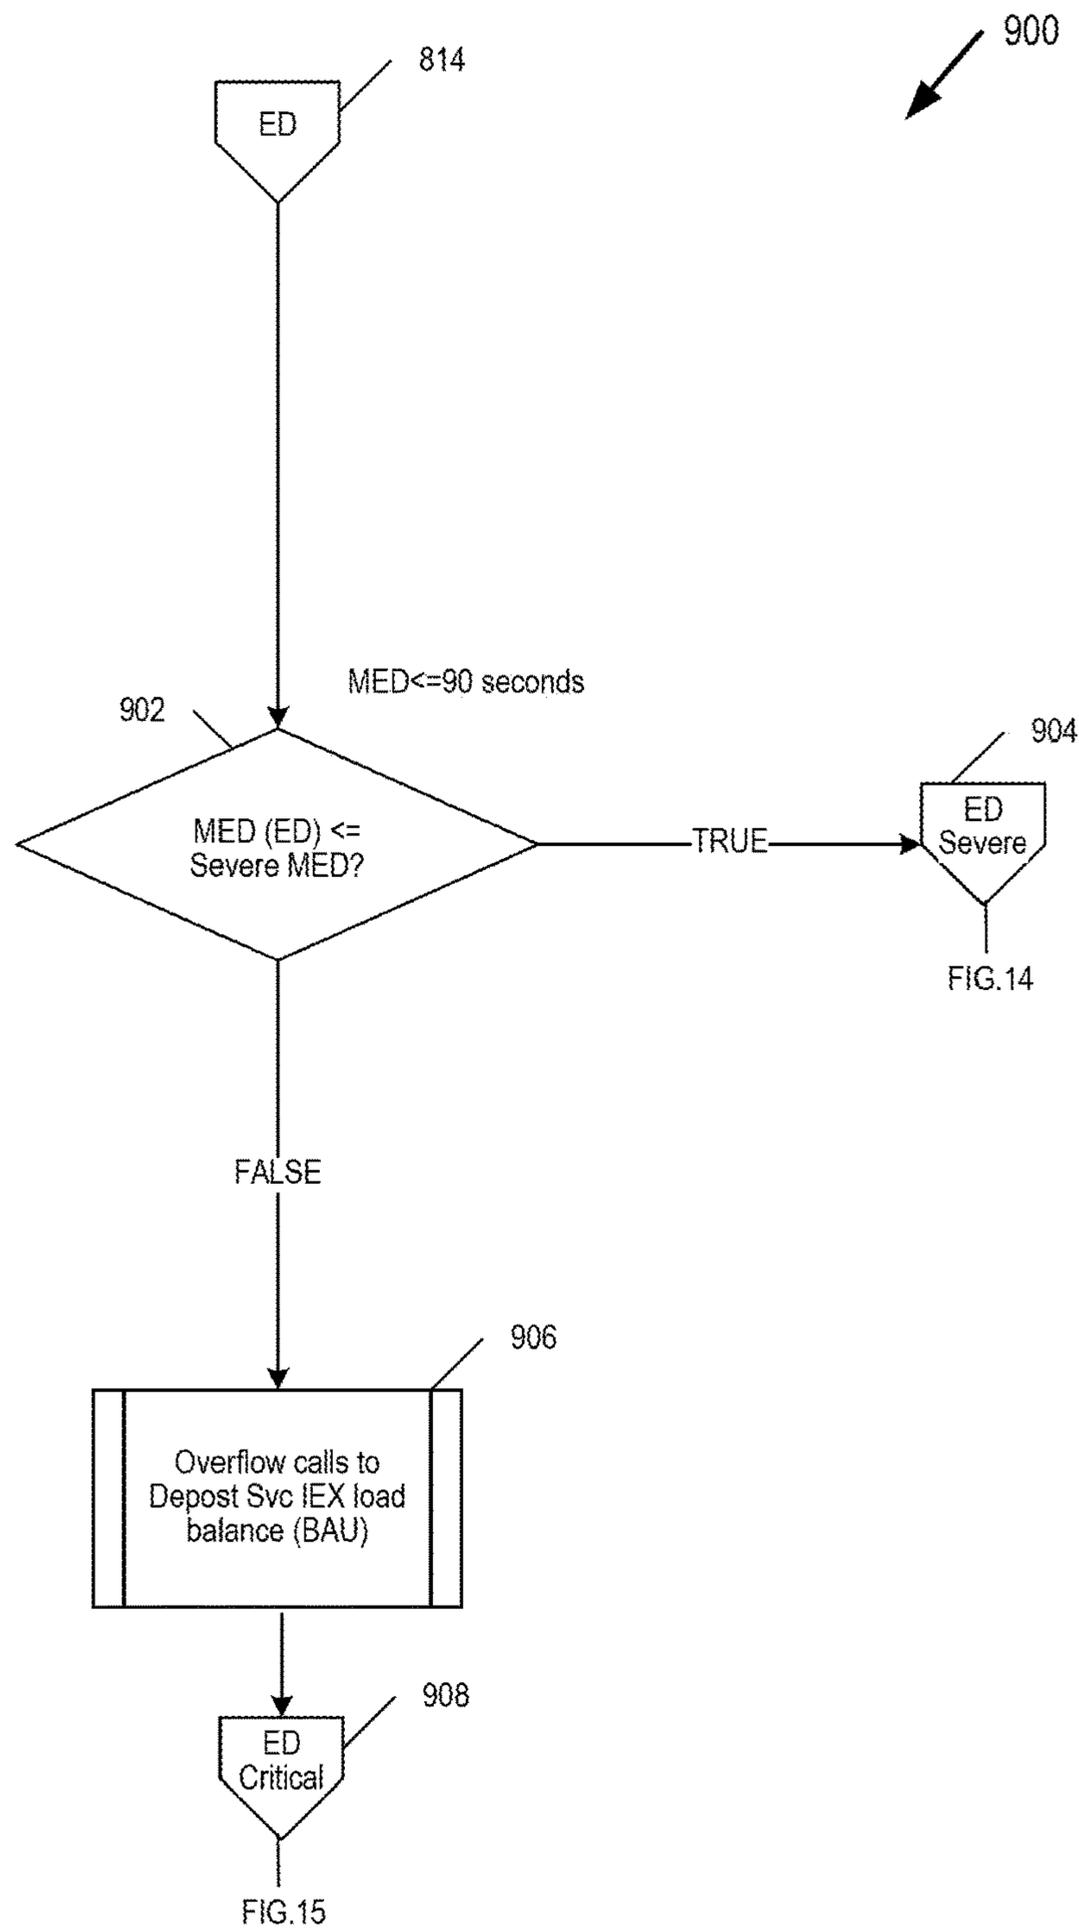 900
814
ED
MED<=90 seconds
902
904
MED (ED) <=
Severe MED?
TRUE
ED
Severe
FIG.14
FALSE
906
Overflow calls to
Depost Svc IEX load
balance (BAU)
908
ED
Critical
FIG.15